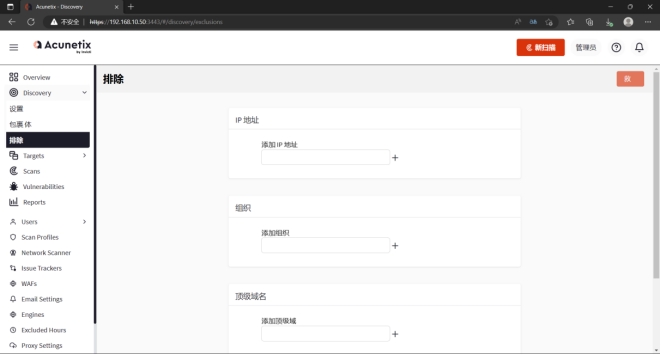 Acunetix - Discovery
不安全 | https://192.168.10.50:3443/#/discovery/exclusions
Acunetix
by Invicti
新扫描
管理员
Overview
Discovery
设置
包裹体
排除
Targets
Scans
Vulnerabilities
Reports
Users
Scan Profiles
Network Scanner
Issue Trackers
WAFs
Email Settings
Engines
Excluded Hours
Proxy Settings
排除
救
IP 地址
添加 IP 地址
组织
添加组织
顶级域名
添加顶级域